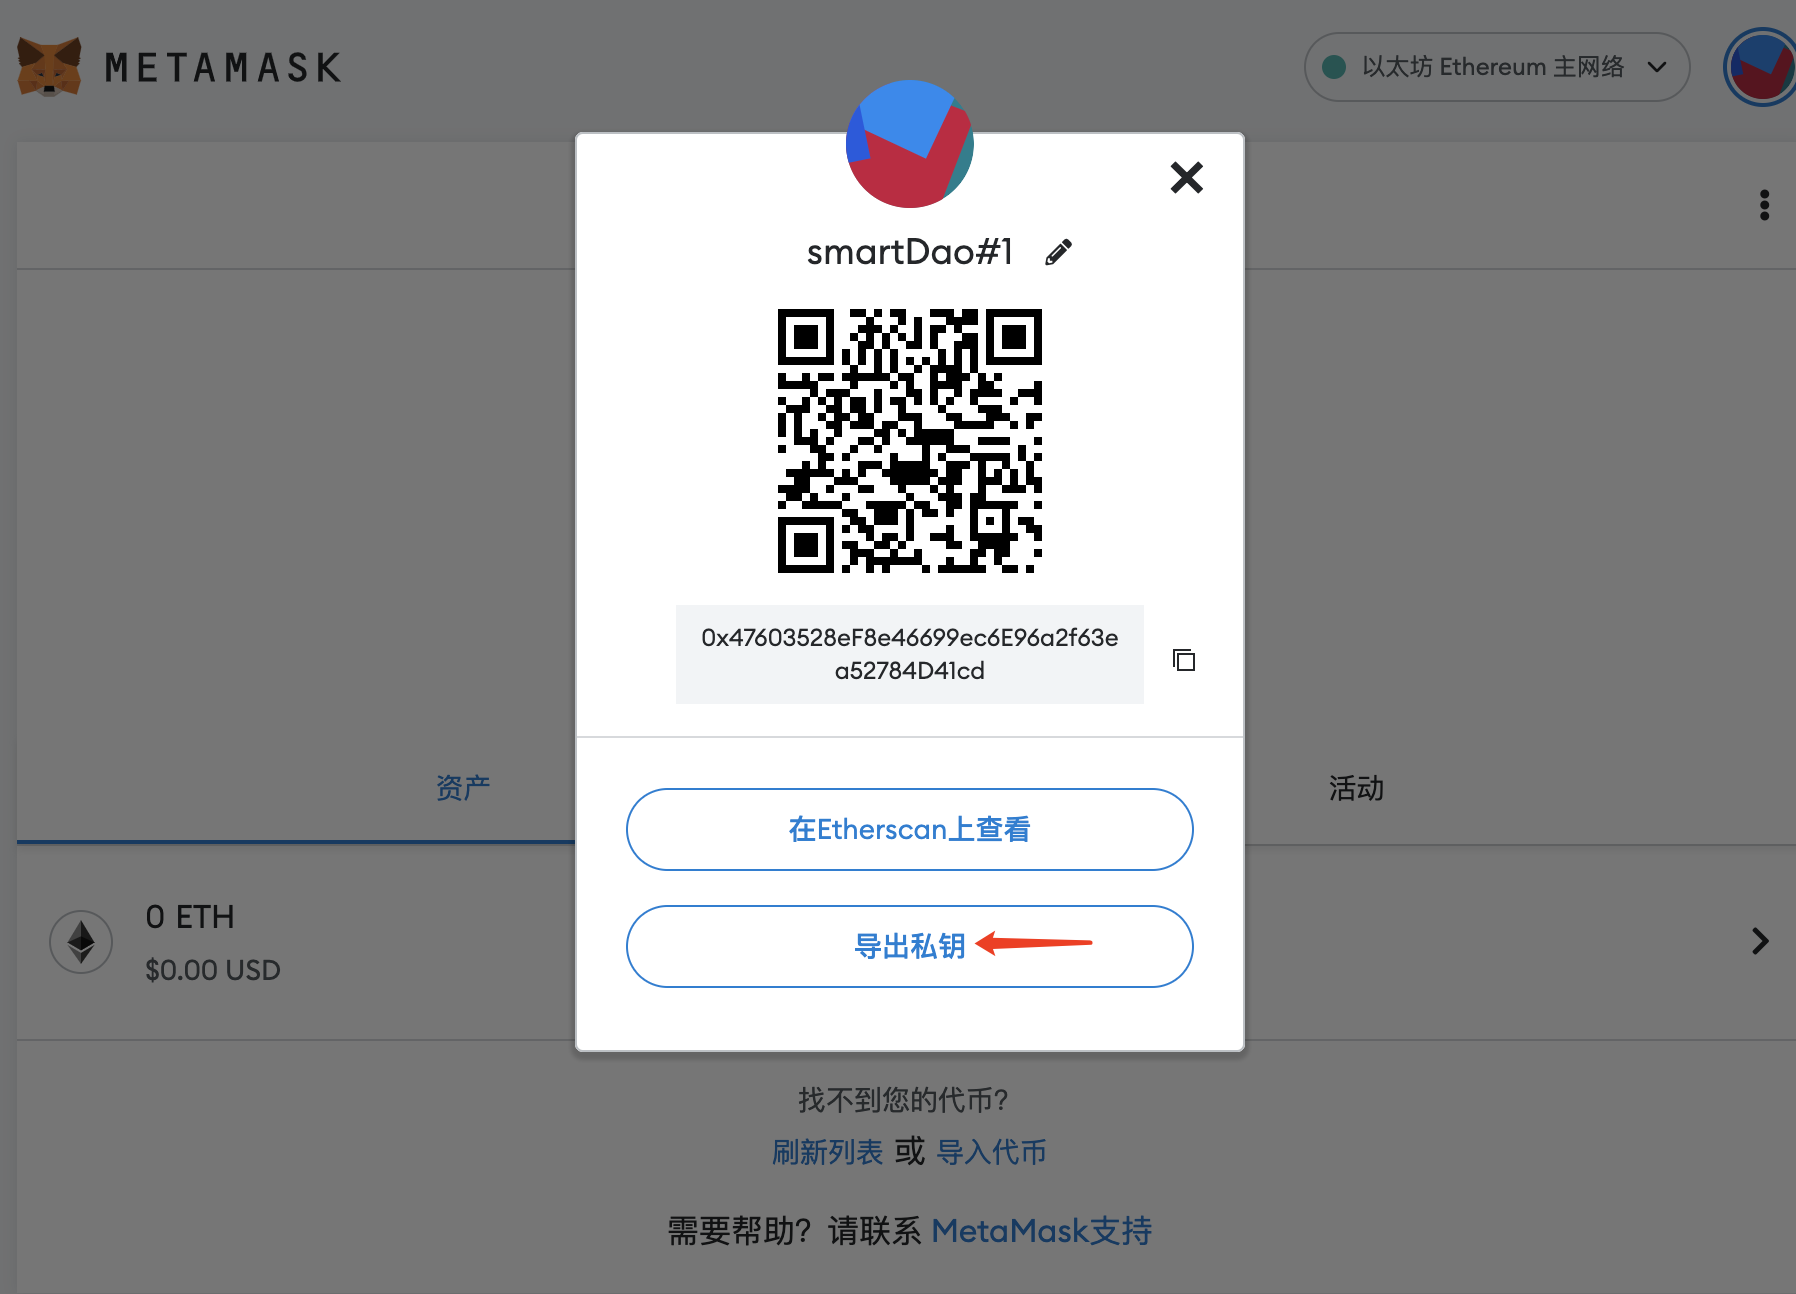 METAMASK
以太坊 Ethereum 主网络
smartDao#1
0x47603528eF8e46699ec6E96a2f63e
a52784D41cd
资产
活动
在Etherscan上查看
0 ETH
$0.00 USD
导出私钥
找不到您的代币?
刷新列表 或 导入代币
需要帮助? 请联系 MetaMask支持